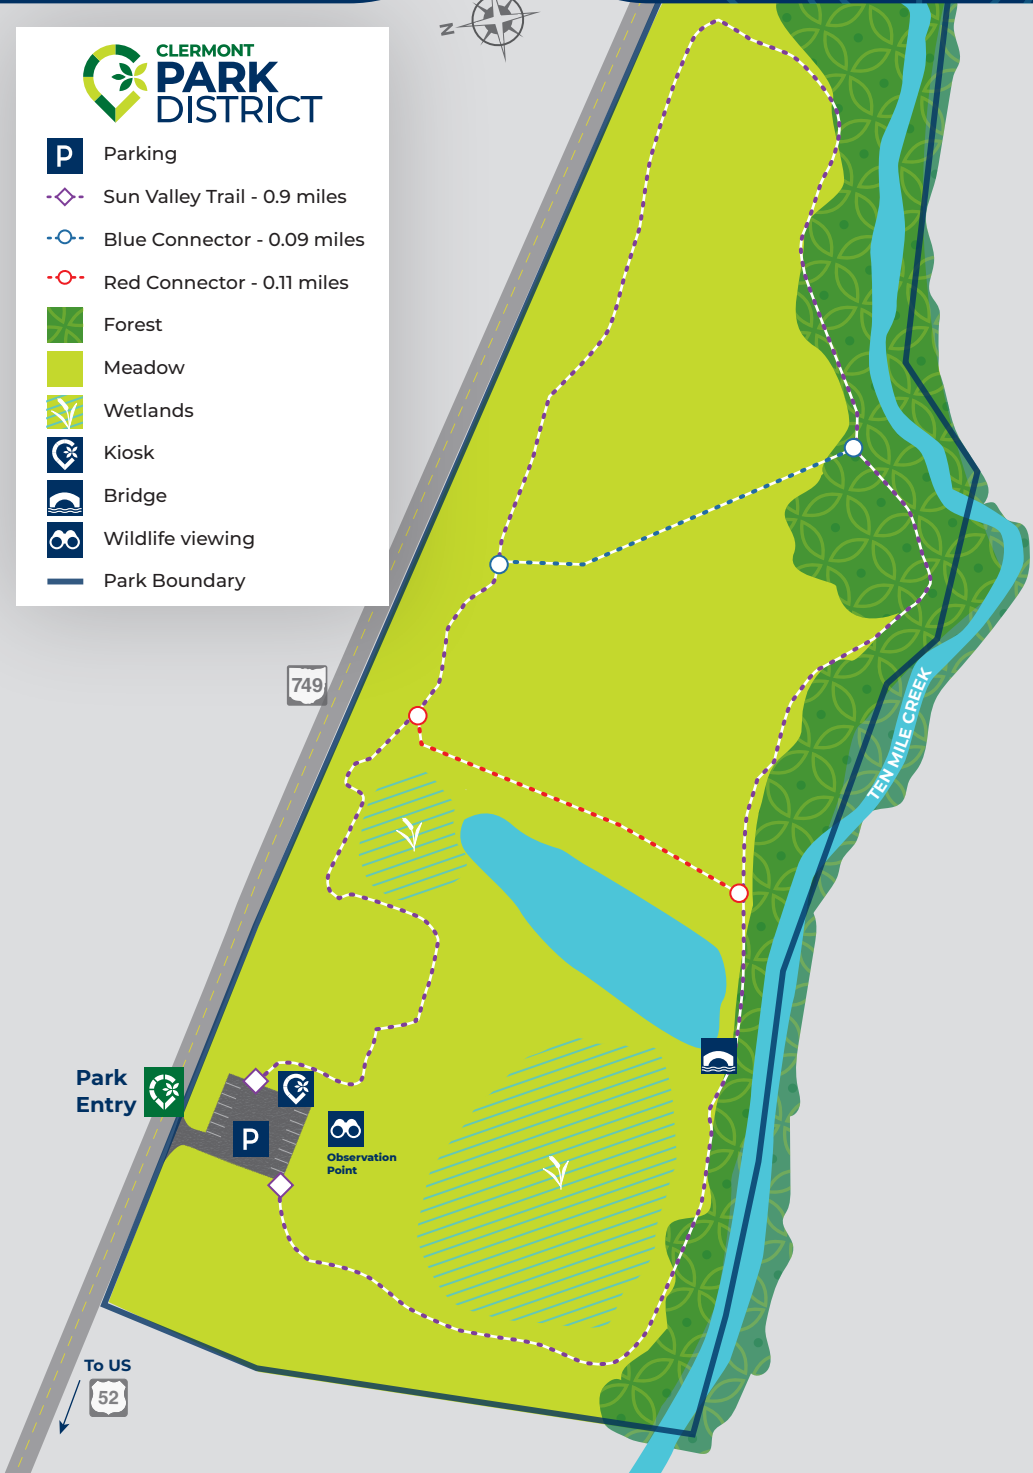 N
CLERMONT
PARK
DISTRICT
P Parking
Sun Valley Trail - 0.9 miles
Blue Connector - 0.09 miles
Red Connector - 0.11 miles
Forest
Meadow
Wetlands
Kiosk
Bridge
Wildlife viewing
Park Boundary
749
TEN MILE CREEK
Park
Entry
P
Observation
Point
To US
52